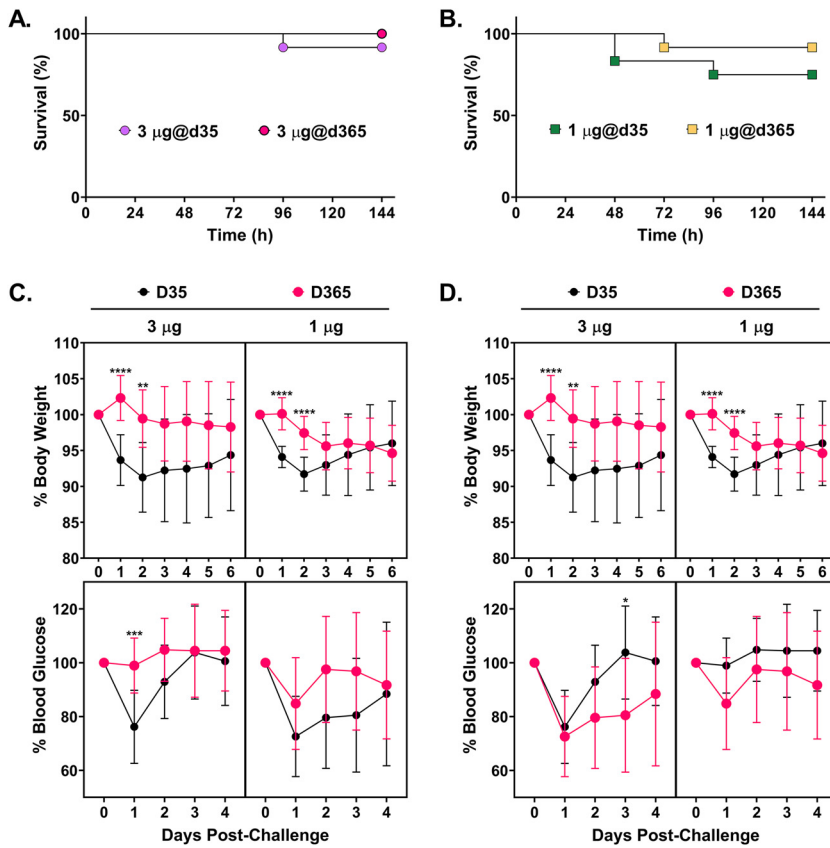 A.
100
50
0
Survival (%)
3 μg@d35
3 μg@d365
0 24 48 72 96 120 144
Time (h)
B.
100
50
0
Survival (%)
1 μg@d35
1 μg@d365
0 24 48 72 96 120 144
Time (h)
C.
D35
D365
3 μg
1 μg
110
105
100
95
90
85
80
% Body Weight
**** **
**** ****
0 1 2 3 4 5 6
0 1 2 3 4 5 6
120
100
80
60
% Blood Glucose
***
0 1 2 3 4
0 1 2 3 4
Days Post-Challenge
D.
D35
D365
3 μg
1 μg
110
105
100
95
90
85
80
% Body Weight
**** **
**** ****
0 1 2 3 4 5 6
0 1 2 3 4 5 6
120
100
80
60
% Blood Glucose
*
0 1 2 3 4
0 1 2 3 4
Days Post-Challenge